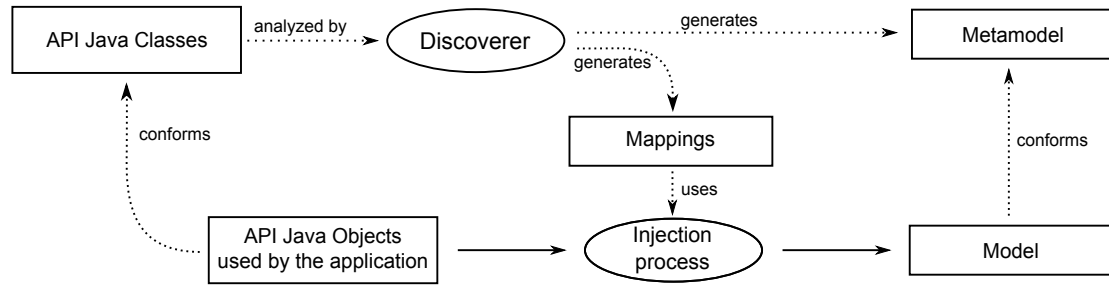 API Java Classes
analyzed by
Discoverer
generates
Metamodel
generates
conforms
Mappings
conforms
uses
API Java Objects
used by the application
Injection
process
Model